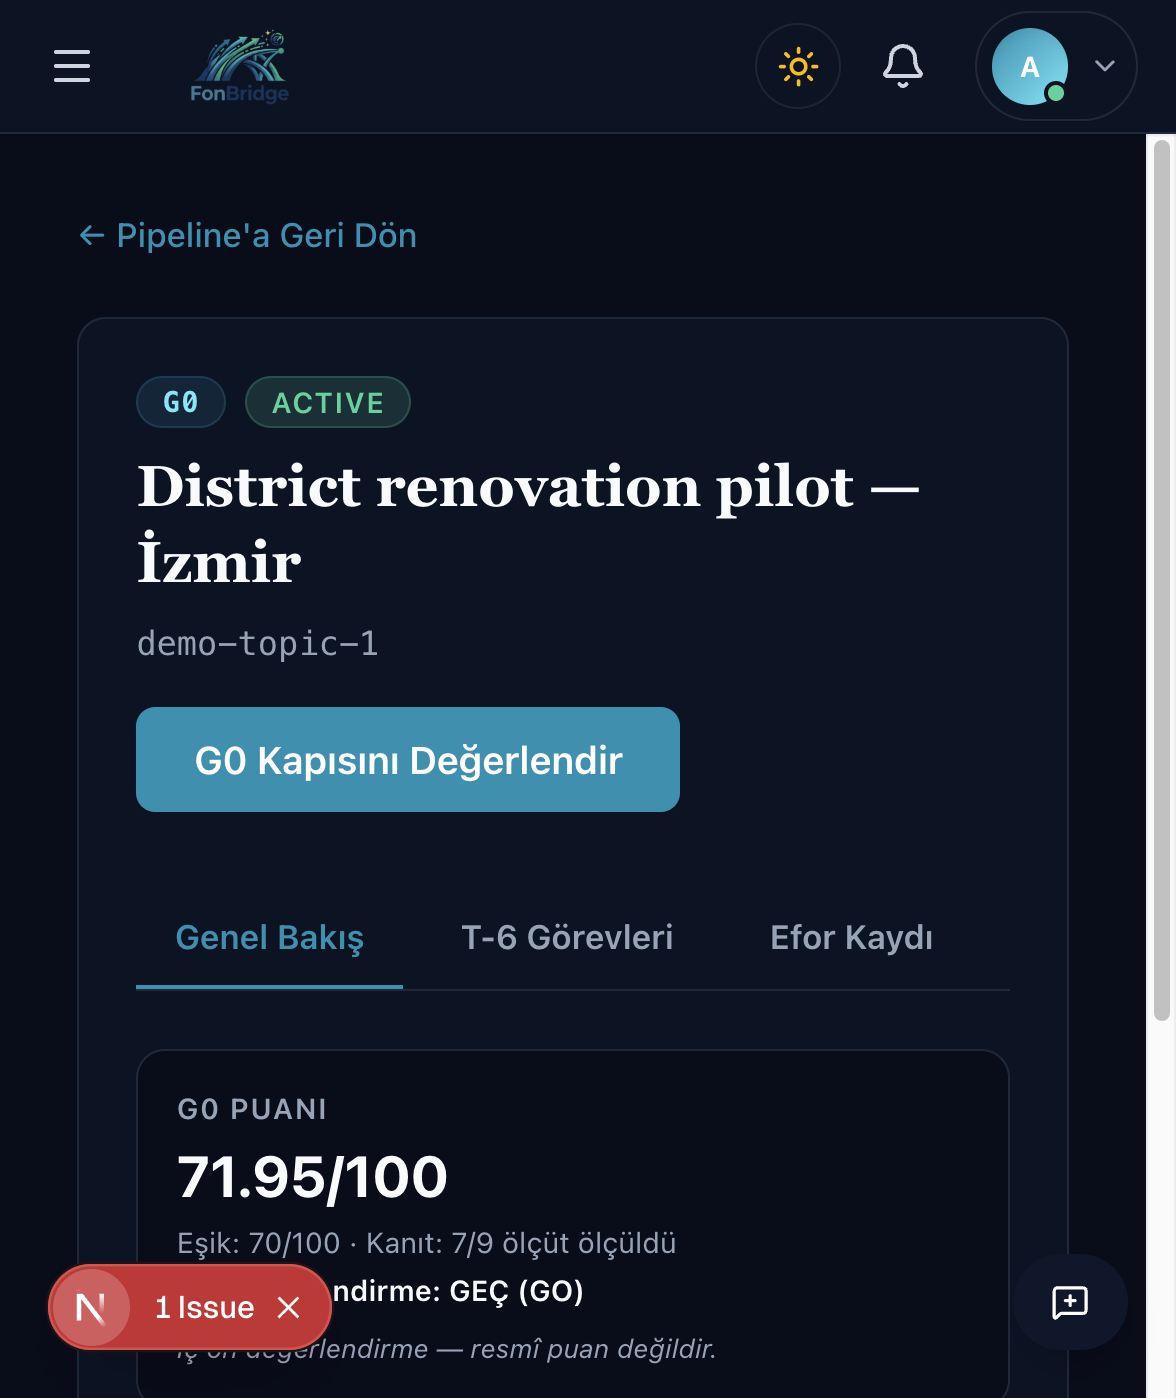 FonBridge
A
← Pipeline'a Geri Dön
G0
ACTIVE
District renovation pilot —
İzmir
demo-topic-1
G0 Kapısını Değerlendir
Genel Bakış
T-6 Görevleri
Efor Kaydı
G0 PUANI
71.95/100
Eşik: 70/100 · Kanıt: 7/9 ölçüt ölçüldü
ndirme: GEÇ (GO)
N
1 Issue
İç ön değerlendirme — resmî puan değildir.